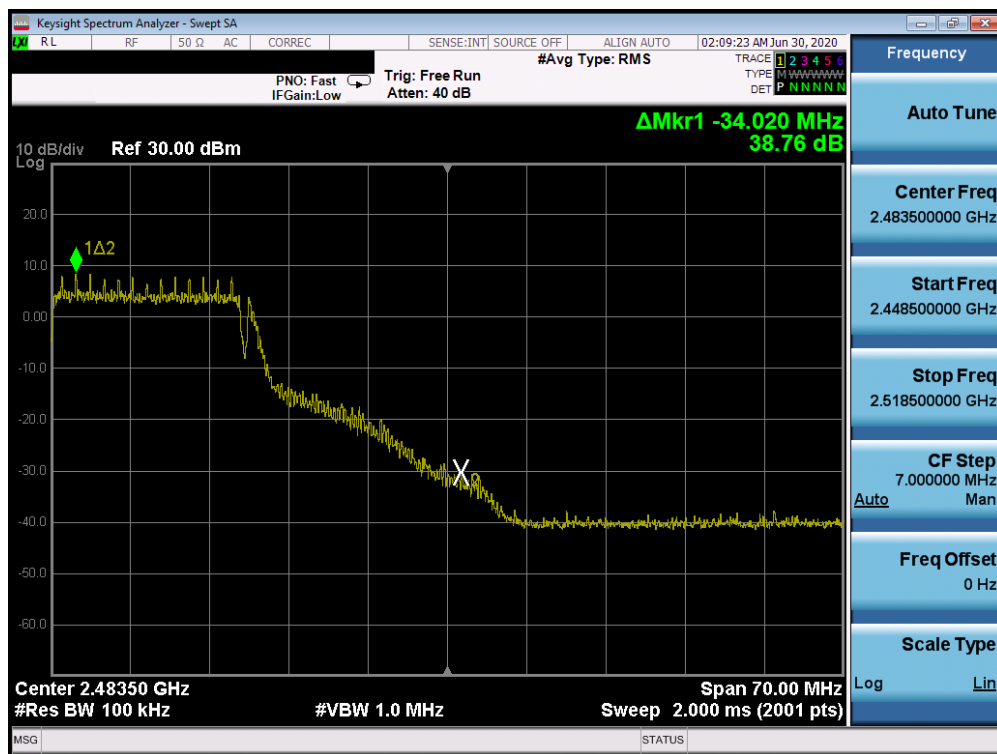 Keysight Spectrum Analyzer - Swept SA
LXI RL RF 50 Ω AC CORREC SENSE:INT SOURCE OFF ALIGN AUTO 02:09:23 AM Jun 30, 2020
#Avg Type: RMS
TRACE 1 2 3 4 5 6
PNO: Fast Trig: Free Run TYPE M WWWWW
IFGain:Low Atten: 40 dB DET P N N N N N
ΔMkr1 -34.020 MHz
38.76 dB
10 dB/div Ref 30.00 dBm
Log
20.0
1Δ2
10.0
0.00
-10.0
-20.0
-30.0
X2
-40.0
-50.0
-60.0
Center 2.48350 GHz Span 70.00 MHz
#Res BW 100 kHz #VBW 1.0 MHz Sweep 2.000 ms (2001 pts)
MSG STATUS
Frequency
Auto Tune
Center Freq
2.483500000 GHz
Start Freq
2.448500000 GHz
Stop Freq
2.518500000 GHz
CF Step
7.000000 MHz
Auto Man
Freq Offset
0 Hz
Scale Type
Log Lin